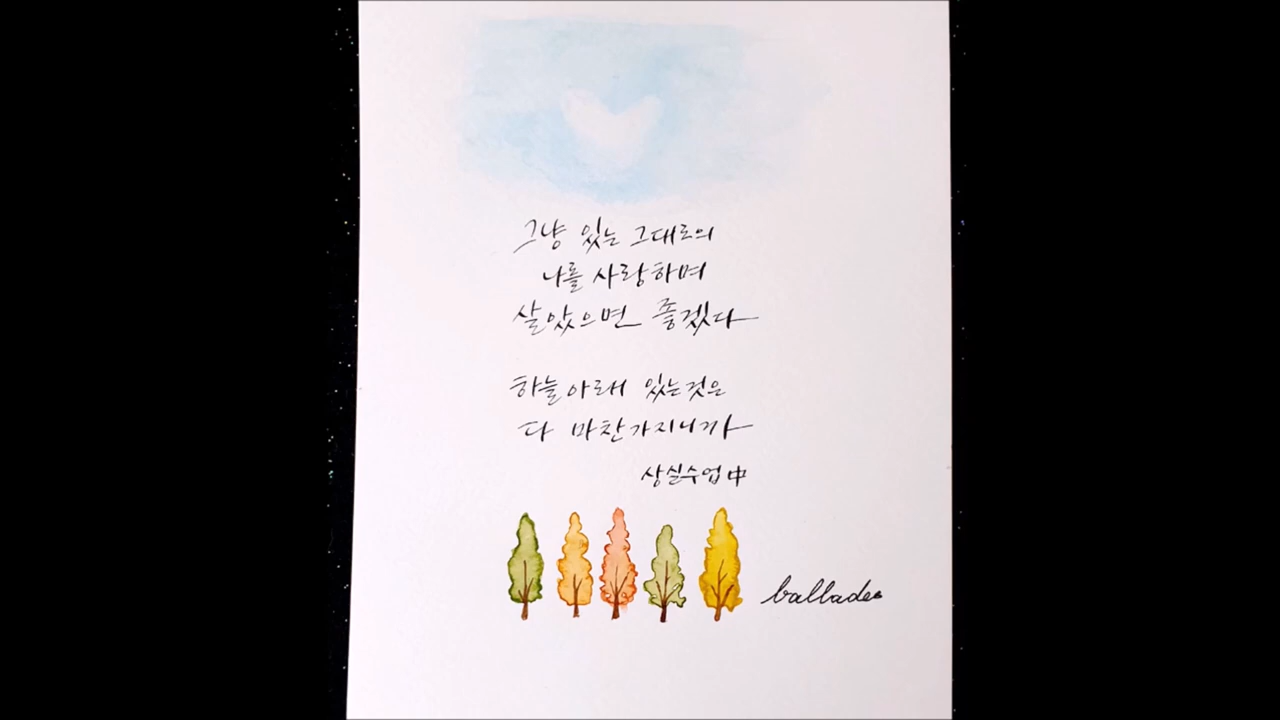 그냥 있는 그대로의
나를 사랑하며
살았으면 좋겠다
하늘아래 있는것은
다 마찬가지니까
상실수업 中
ballade